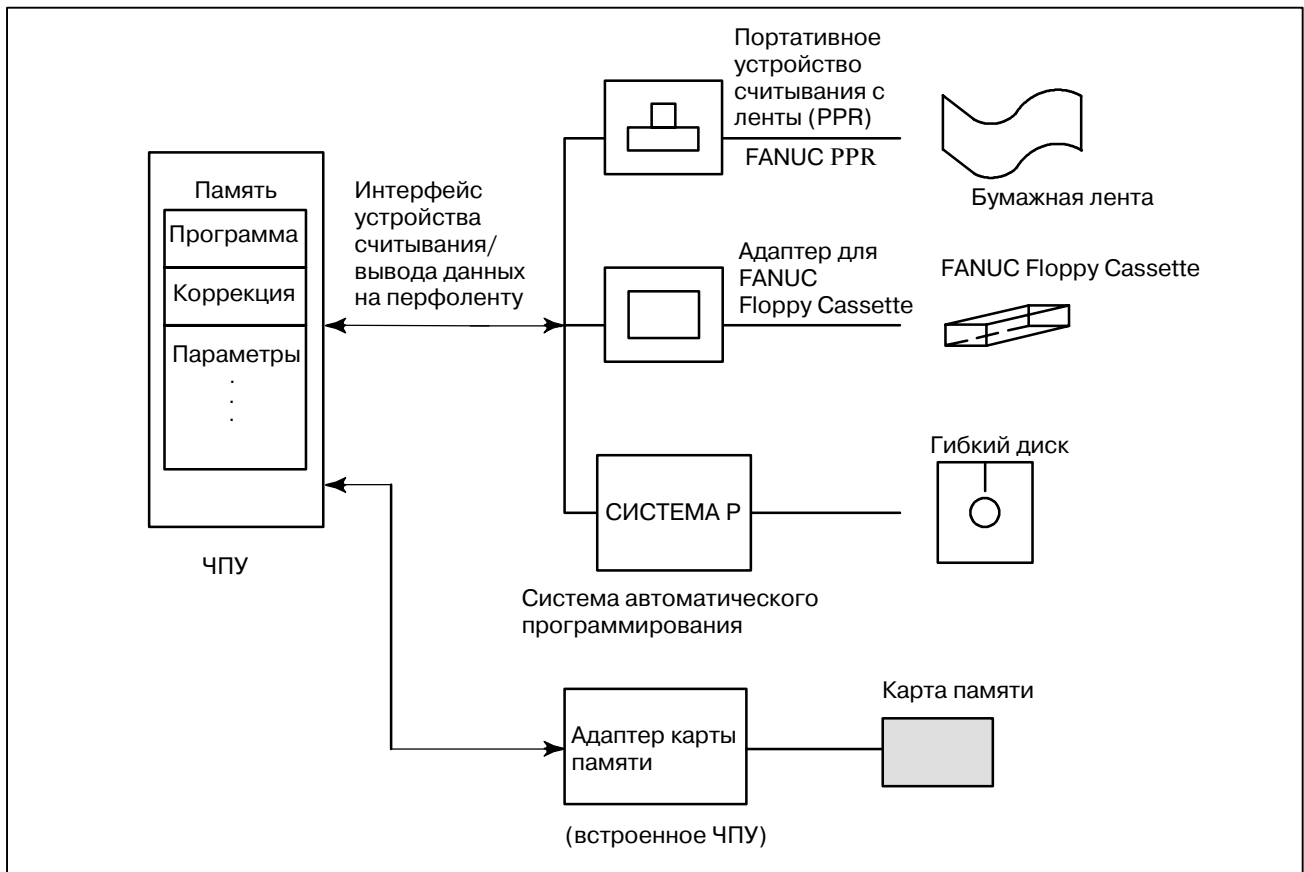 Портативное
устройство
считывания с
ленты (PPR)
FANUC PPR
Бумажная лента
Память
Программа
Коррекция
Параметры
.
.
.
ЧПУ
Интерфейс
устройства
считывания/
вывода данных
на перфоленту
Адаптер для
FANUC
Floppy Cassette
FANUC Floppy Cassette
Гибкий диск
СИСТЕМА P
Система автоматического
программирования
Карта памяти
Адаптер карты
памяти
(встроенное ЧПУ)